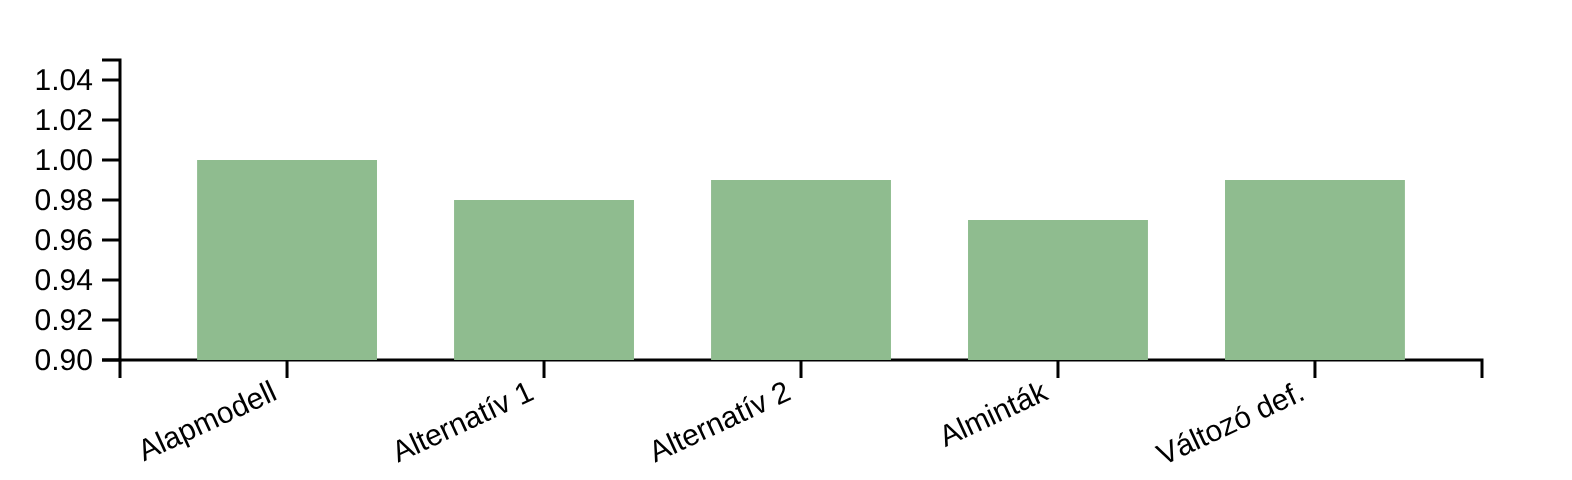 1.04
1.02
1.00
0.98
0.96
0.94
0.92
0.90
Alapmodell
Alternatív 1
Alternatív 2
Alminták
Változó def.